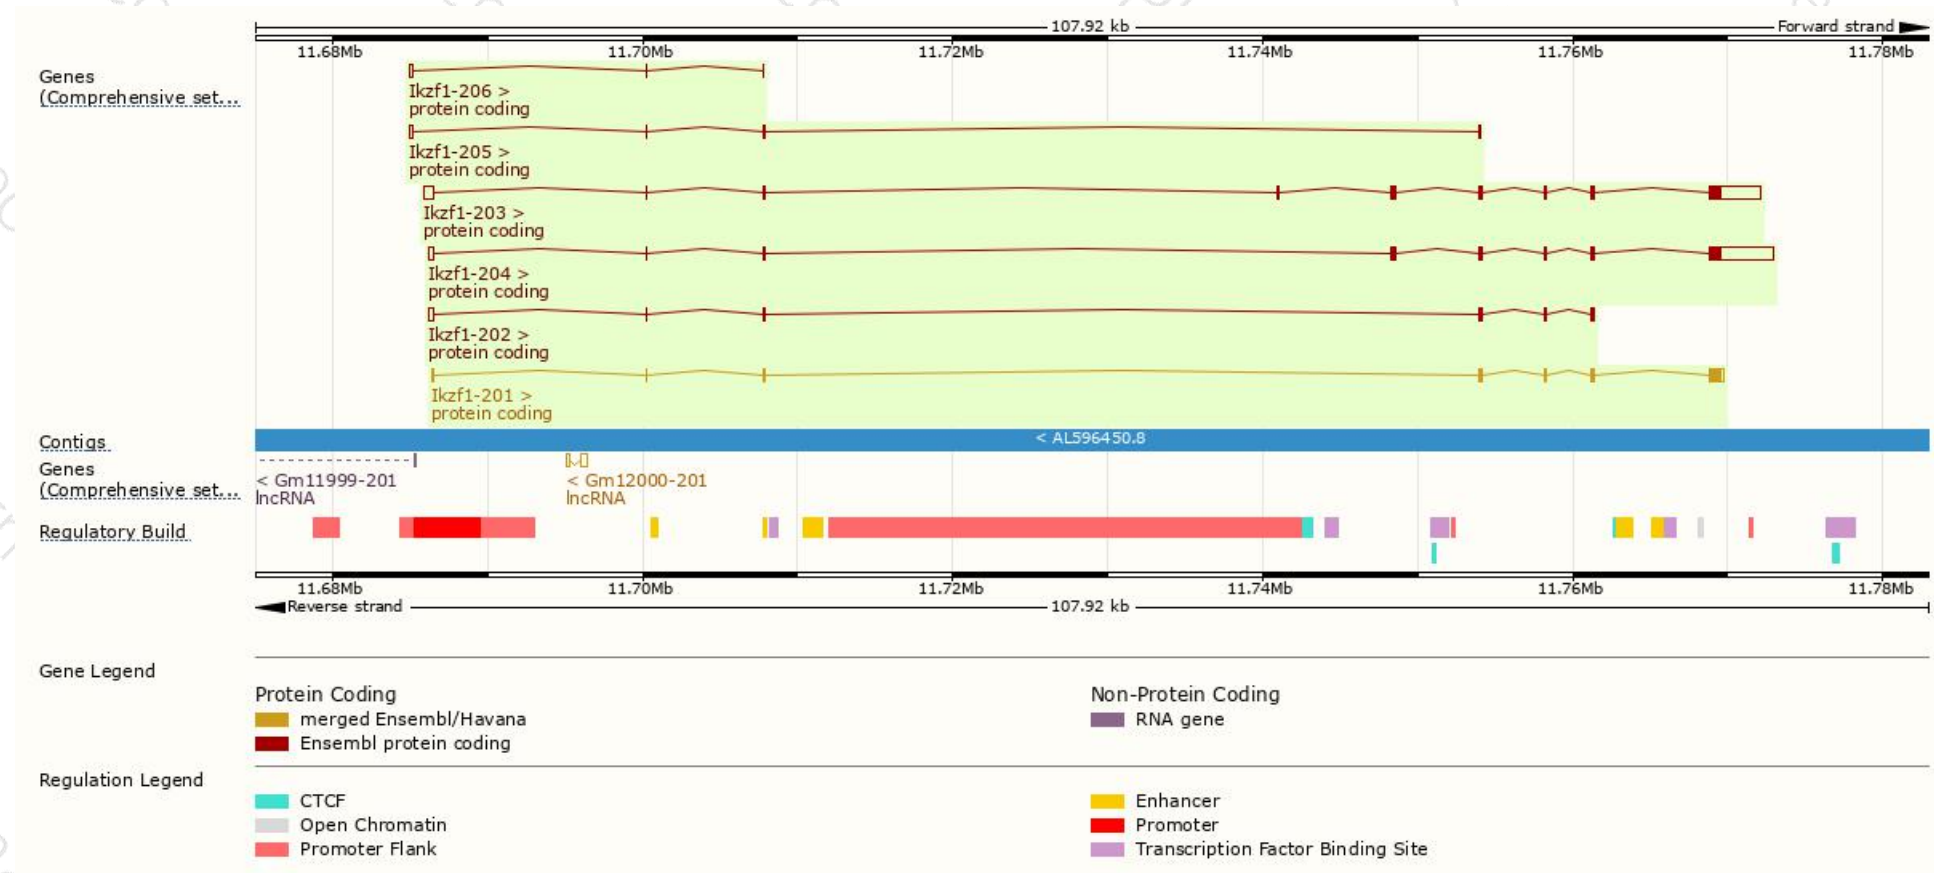 107.92 kb
Forward strand
11.68Mb 11.70Mb 11.72Mb 11.74Mb 11.76Mb 11.78Mb
Genes
(Comprehensive set...
Ikzf1-206 >
protein coding
Ikzf1-205 >
protein coding
Ikzf1-203 >
protein coding
Ikzf1-204 >
protein coding
Ikzf1-202 >
protein coding
Ikzf1-201 >
protein coding
Contigs
< AL596450.8
Genes
(Comprehensive set...
< Gm11999-201
lncRNA
< Gm12000-201
lncRNA
Regulatory Build
11.68Mb 11.70Mb 11.72Mb 11.74Mb 11.76Mb 11.78Mb
Reverse strand
107.92 kb
Gene Legend
Protein Coding
merged Ensembl/Havana
Ensembl protein coding
Non-Protein Coding
RNA gene
Regulation Legend
CTCF
Open Chromatin
Promoter Flank
Enhancer
Promoter
Transcription Factor Binding Site